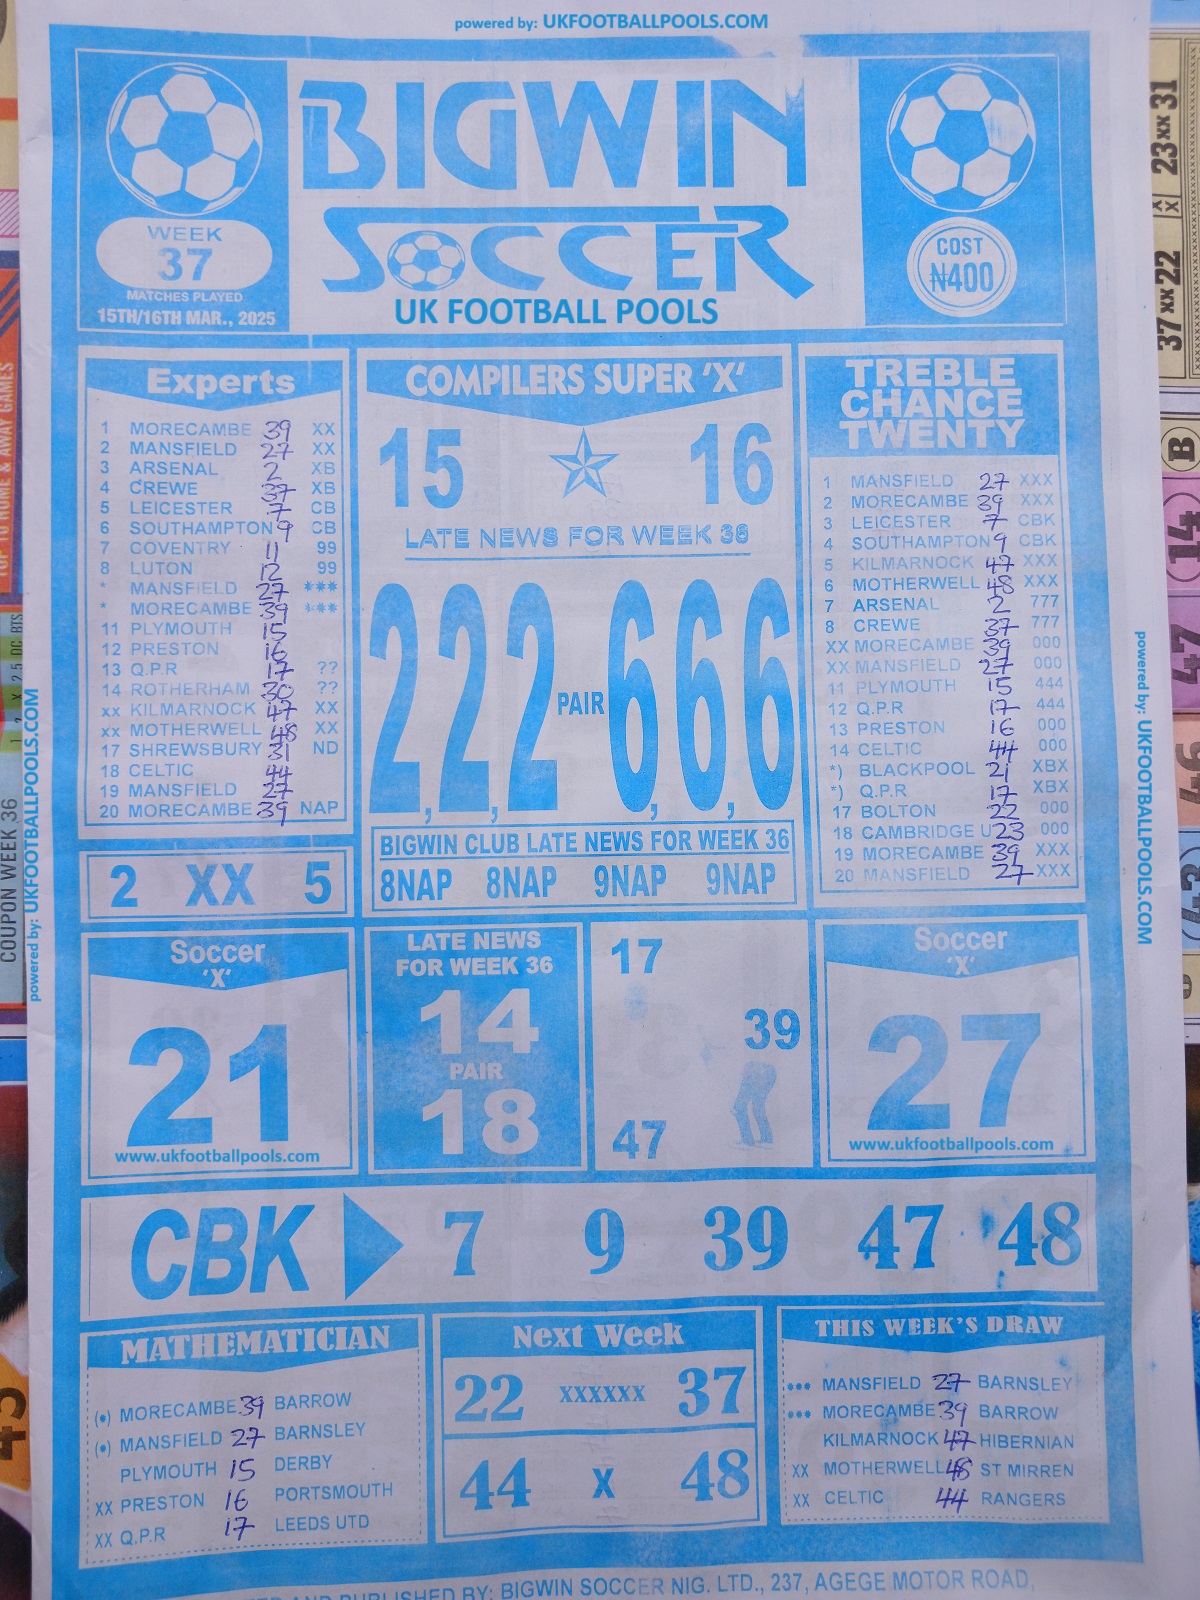 powered by: UKFOOTBALLPOOLS.COM
BIGWIN
SOCCER
UK FOOTBALL POOLS
WEEK
37
MATCHES PLAYED
15TH/16TH MAR., 2025
COST
₦400
Experts
1 MORECAMBE 39 XX
2 MANSFIELD 27 XX
3 ARSENAL 2 XB
4 CREWE 37 XB
5 LEICESTER 7 CB
6 SOUTHAMPTON 9 CB
7 COVENTRY 11 99
8 LUTON 12 99
* MANSFIELD 27 ***
* MORECAMBE 39 ***
11 PLYMOUTH 15
12 PRESTON 16
13 Q.P.R 17 ??
14 ROTHERHAM 30 ??
xx KILMARNOCK 47 XX
xx MOTHERWELL 48 XX
17 SHREWSBURY 31 ND
18 CELTIC 44
19 MANSFIELD 27
20 MORECAMBE 39 NAP
2 XX 5
COMPILERS SUPER 'X'
15 16
LATE NEWS FOR WEEK 36
2,2,2 PAIR 6,6,6
BIGWIN CLUB LATE NEWS FOR WEEK 36
8NAP 8NAP 9NAP 9NAP
TREBLE
CHANCE
TWENTY
1 MANSFIELD 27 XXX
2 MORECAMBE 39 XXX
3 LEICESTER 7 CBK
4 SOUTHAMPTON 9 CBK
5 KILMARNOCK 47 XXX
6 MOTHERWELL 48 XXX
7 ARSENAL 2 777
8 CREWE 37 777
XX MORECAMBE 39 000
XX MANSFIELD 27 000
11 PLYMOUTH 15 444
12 Q.P.R 17 444
13 PRESTON 16 000
14 CELTIC 44 000
*) BLACKPOOL 21 XBX
*) Q.P.R 17 XBX
17 BOLTON 22 000
18 CAMBRIDGE U 23 000
19 MORECAMBE 39 XXX
20 MANSFIELD 27 XXX
Soccer
'X'
21
www.ukfootballpools.com
LATE NEWS
FOR WEEK 36
14
PAIR
18
17
39
47
Soccer
'X'
27
www.ukfootballpools.com
CBK 7 9 39 47 48
MATHEMATICIAN
(•) MORECAMBE 39 BARROW
(•) MANSFIELD 27 BARNSLEY
PLYMOUTH 15 DERBY
XX PRESTON 16 PORTSMOUTH
XX Q.P.R 17 LEEDS UTD
Next Week
22 XXXXXX 37
44 X 48
THIS WEEK'S DRAW
••• MANSFIELD 27 BARNSLEY
••• MORECAMBE 39 BARROW
KILMARNOCK 47 HIBERNIAN
XX MOTHERWELL 48 ST MIRREN
XX CELTIC 44 RANGERS
AND PUBLISHED BY: BIGWIN SOCCER NIG. LTD., 237, AGEGE MOTOR ROAD,
powered by: UKFOOTBALLPOOLS.COM
powered by: UKFOOTBALLPOOLS.COM
COUPON WEEK 36
37 xx 22
23 xx 31
B
14
47
46
43
45